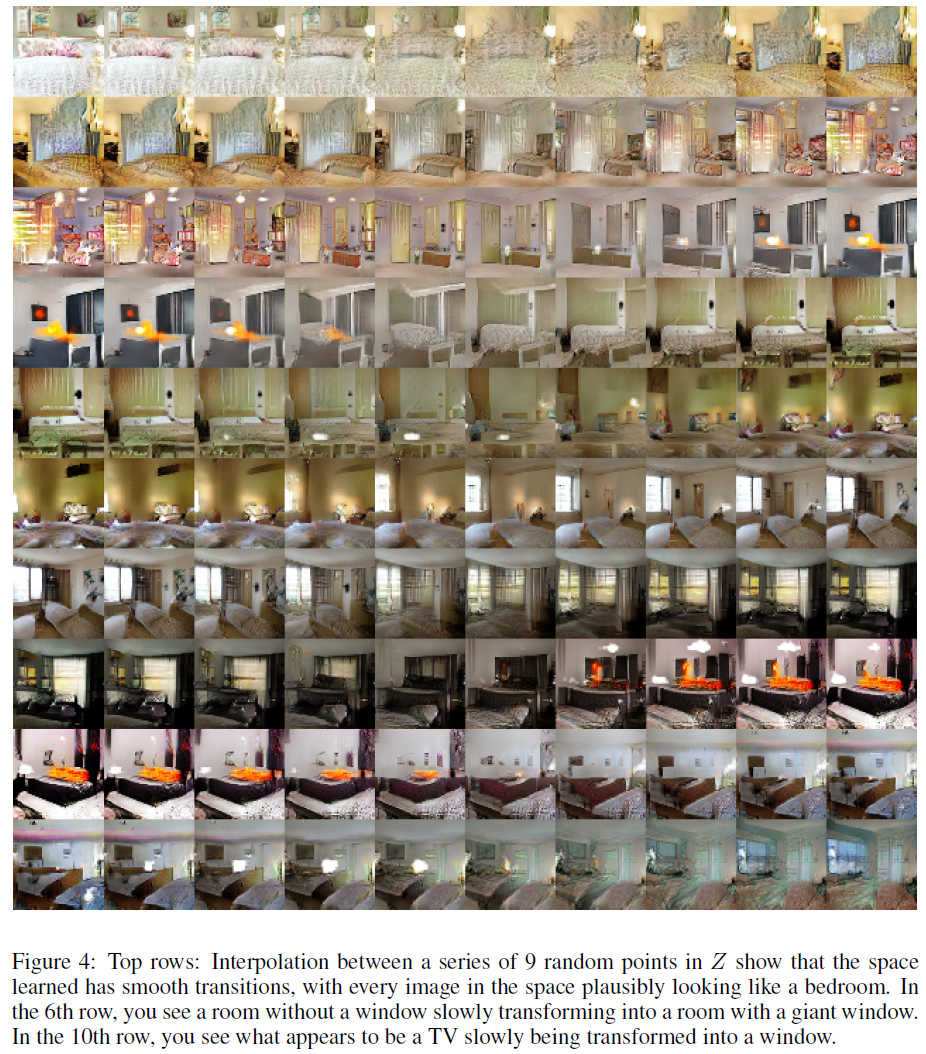 Figure 4: Top rows: Interpolation between a series of 9 random points in Z show that the space
learned has smooth transitions, with every image in the space plausibly looking like a bedroom. In
the 6th row, you see a room without a window slowly transforming into a room with a giant window.
In the 10th row, you see what appears to be a TV slowly being transformed into a window.